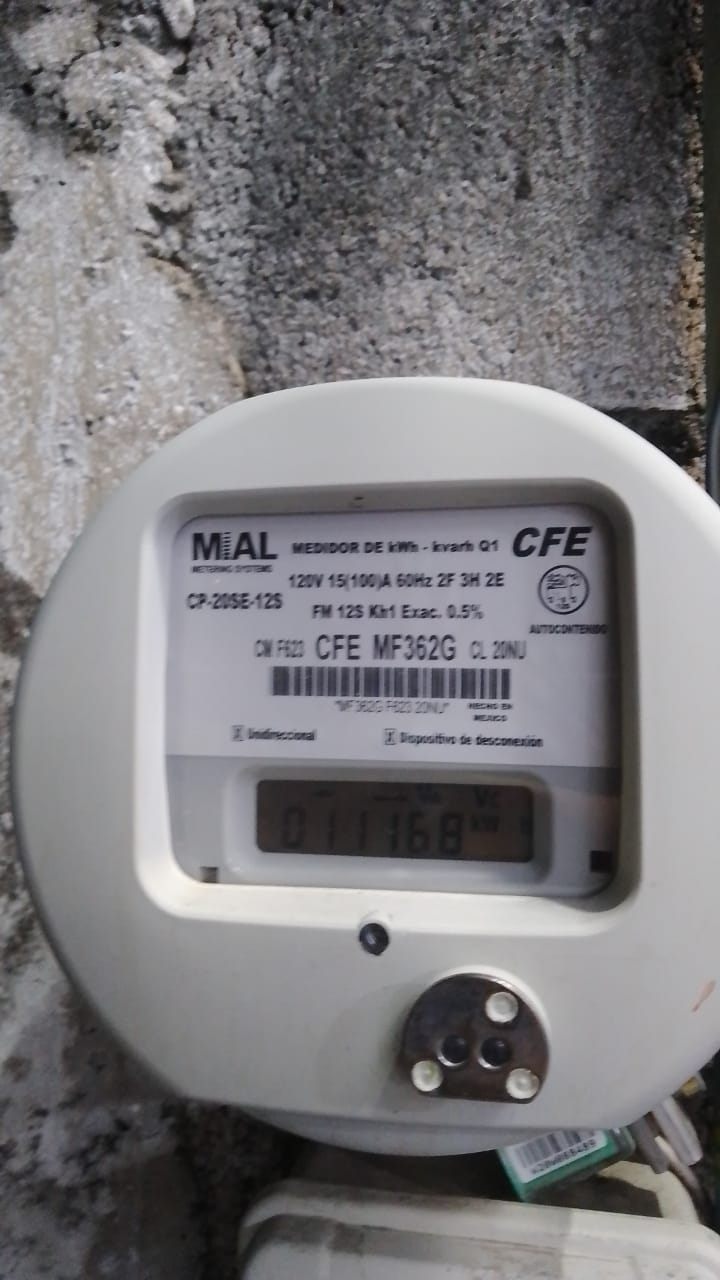 MIAL
METERING SYSTEMS
MEDIDOR DE kWh - kvarh Q1
CFE
120V 15(100)A 60Hz 2F 3H 2E
CP-20SE-12S
FM 12S Kh1 Exac. 0.5%
AUTOCONTENIDO
CM F623 CFE MF362G CL 20NU
"MF362G F623 20NU"
HECHO EN
MEXICO
X Unidireccional
X Dispositivo de desconexión
011168 kW h